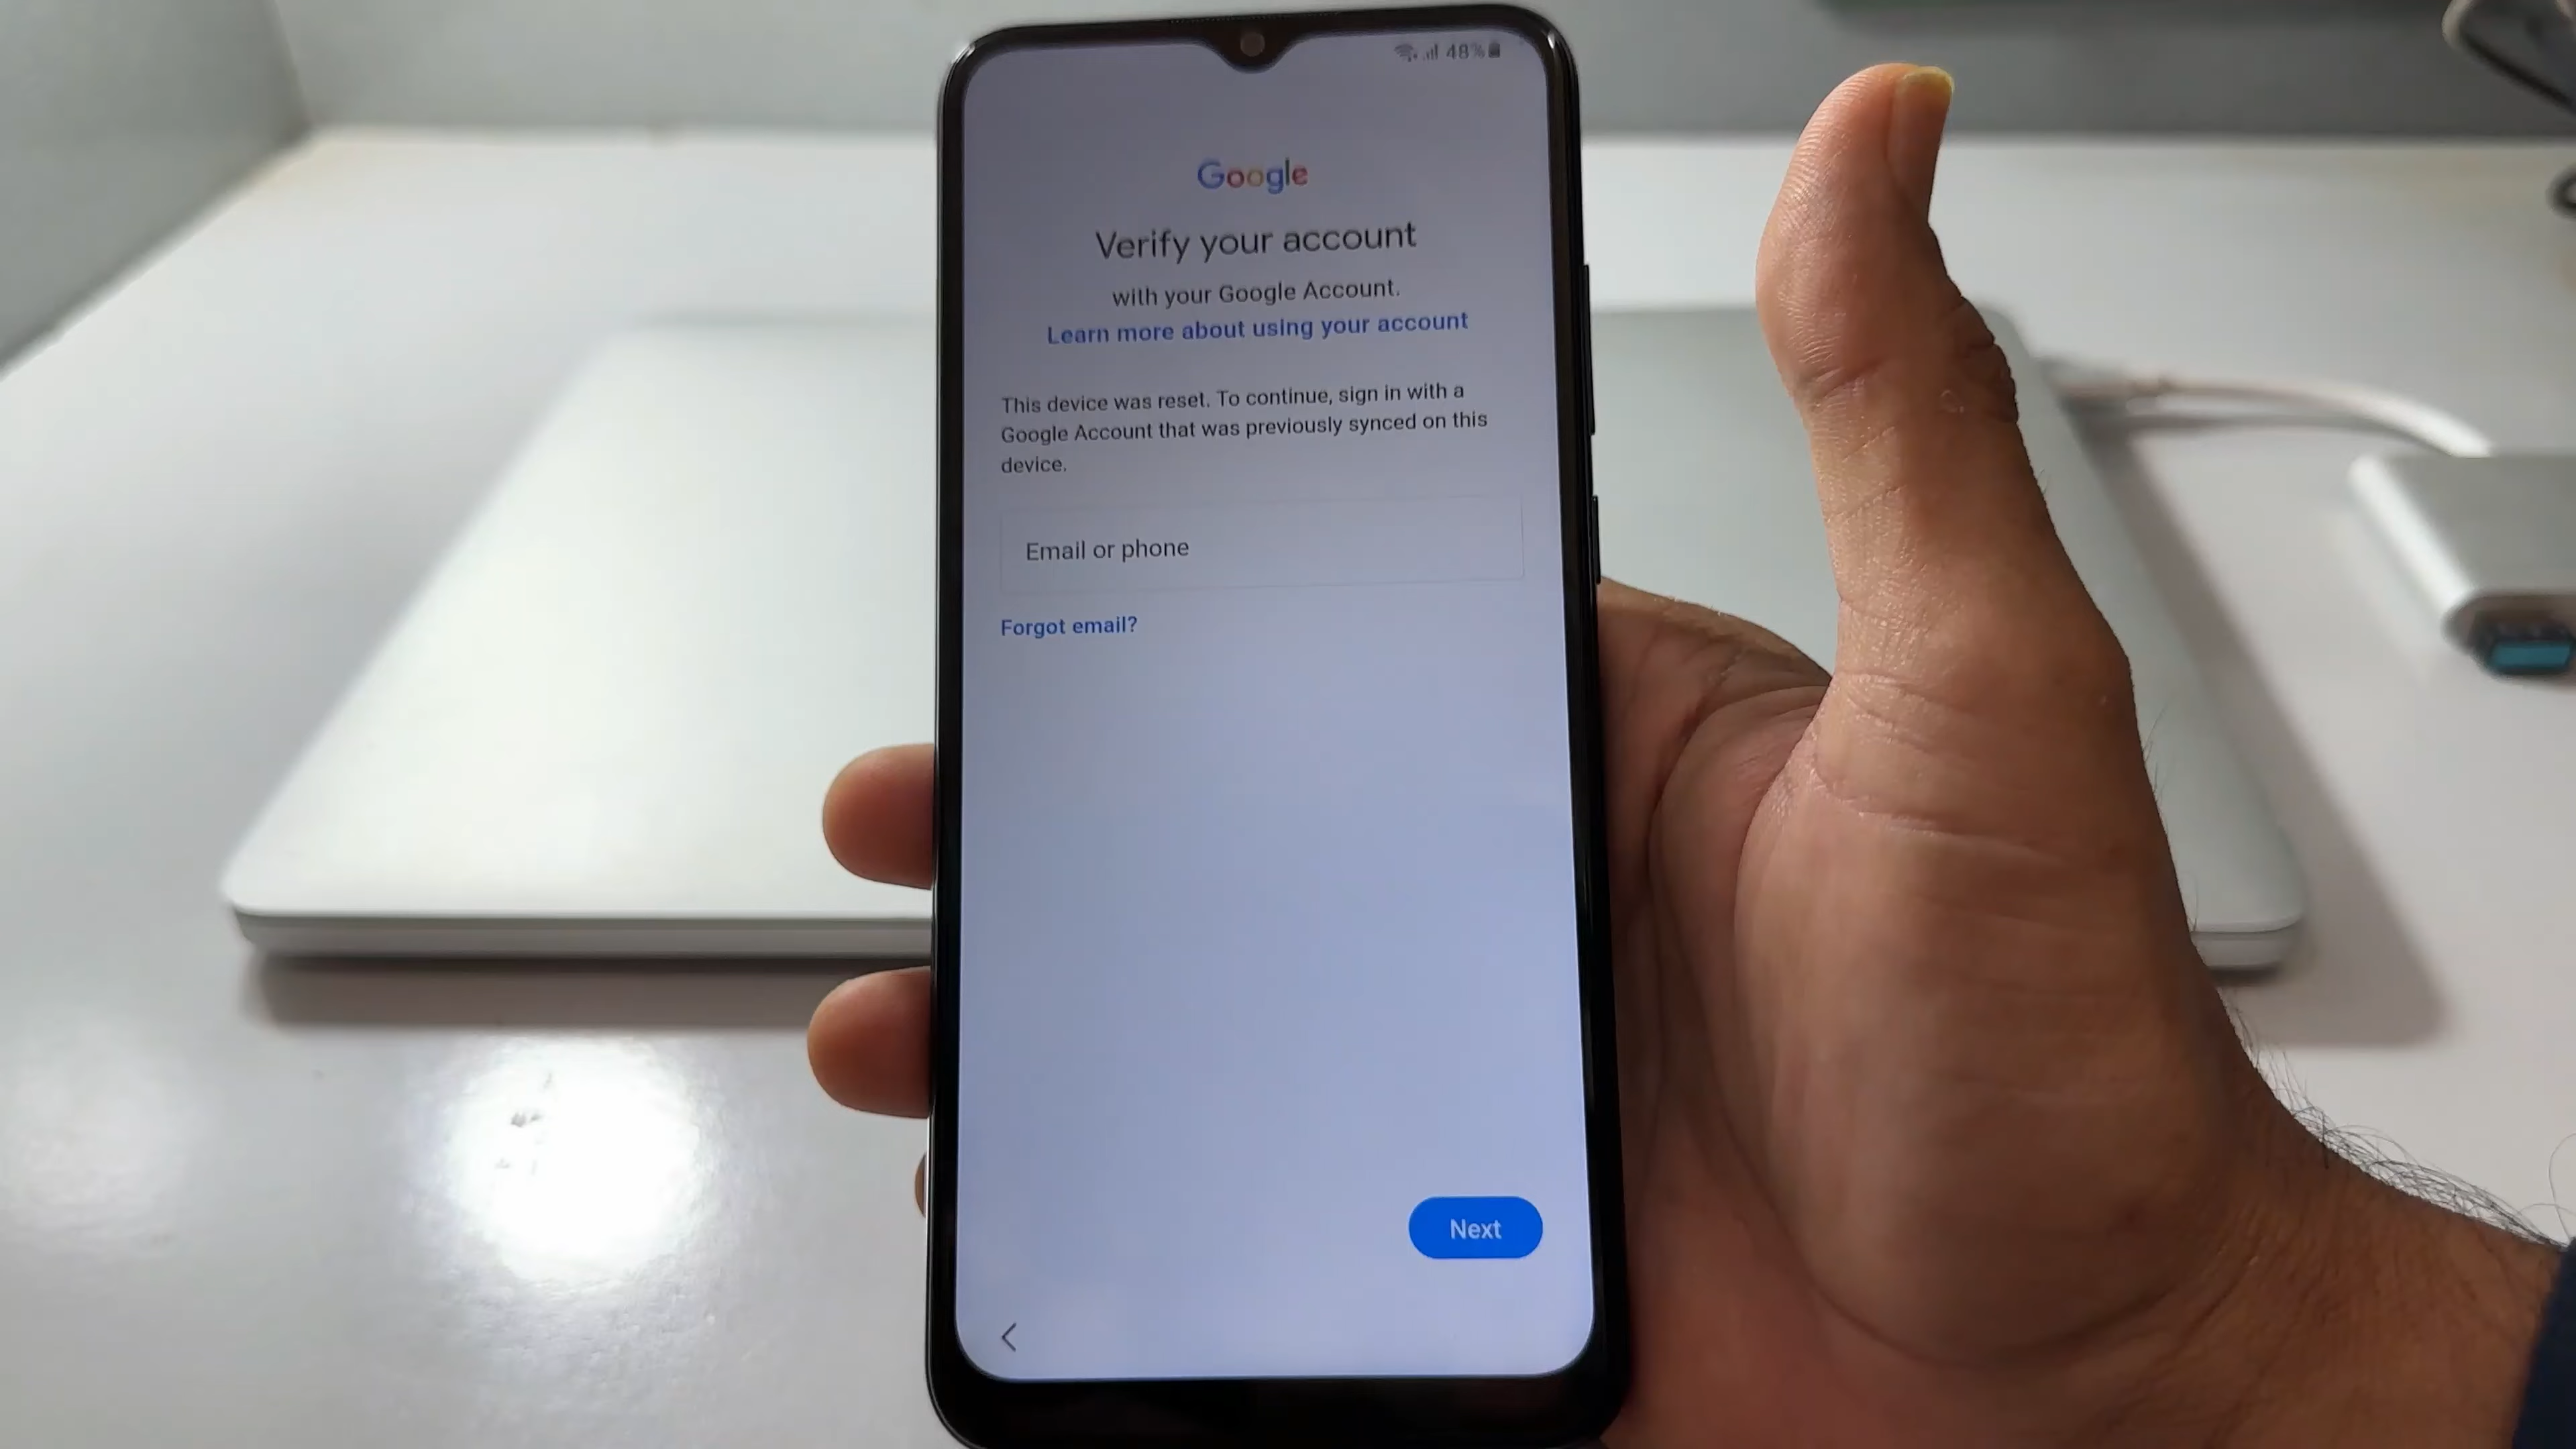 48%
Google
Verify your account
with your Google Account.
Learn more about using your account
This device was reset. To continue, sign in with a
Google Account that was previously synced on this
device.
Email or phone
Forgot email?
Next